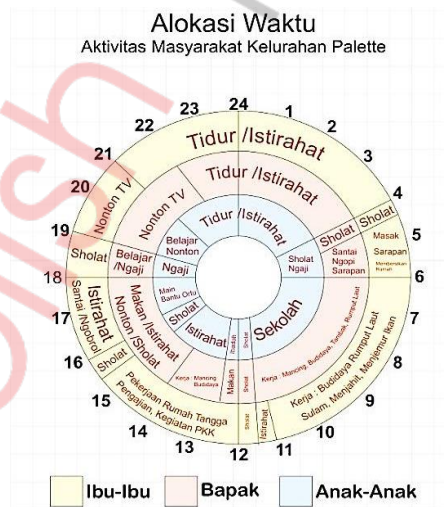 Alokasi Waktu
Aktivitas Masyarakat Kelurahan Palette
24
1
2
3
4
5
6
7
8
9
10
11
12
13
14
15
16
17
18
19
20
21
22
23
Tidur /Istirahat
Sholat
Masak
Sarapan
Kerja : Budidaya Rumput Laut
Sulam, Menjahit, Menjemur Ikan
Istirahat
Sholat
Pekerjaan Rumah Tangga
Pengajian, Kegiatan PKK
Sholat
Istirahat
Santai /Ngobrol
Sholat
Nonton TV
Tidur /Istirahat
Sholat
Santai
Ngopi
Sarapan
Kerja : Mancing, Budidaya Tambak, Rumput Laut
Sholat
Makan
Kerja : Mancing
Budidaya
Makan /Istirahat
Nonton /Sholat
Belajar
/Ngaji
Nonton TV
Tidur /Istirahat
Sholat
Ngaji
Sekolah
Sholat
Istirahat
Sholat
Main
Bantu Ortu
Ngaji
Belajar
Nonton
Ibu-Ibu
Bapak
Anak-Anak